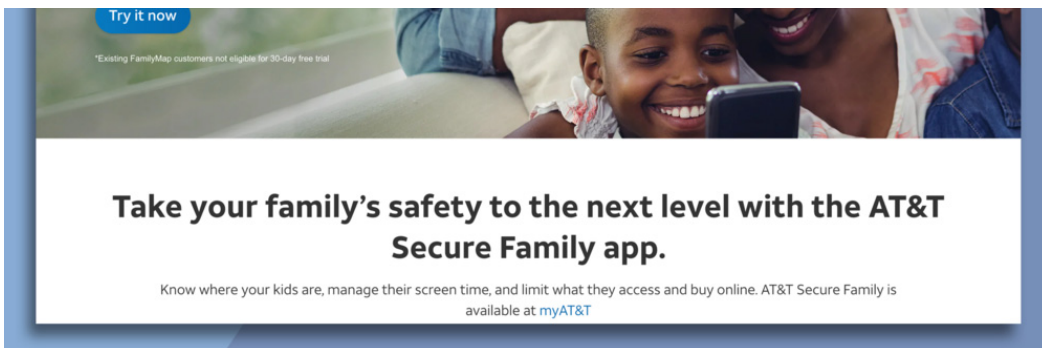 Try it now
*Existing FamilyMap customers not eligible for 30-day free trial
Take your family’s safety to the next level with the AT&T
Secure Family app.
Know where your kids are, manage their screen time, and limit what they access and buy online. AT&T Secure Family is
available at myAT&T